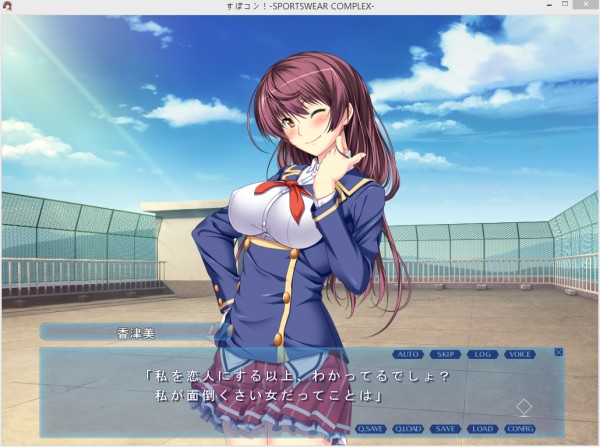 すぽコン！-SPORTSWEAR COMPLEX-
香津美
AUTO SKIP LOG VOICE
「私を恋人にする以上、わかってるでしょ？
私が面倒くさい女だってことは」
Q.SAVE Q.LOAD SAVE LOAD CONFIG